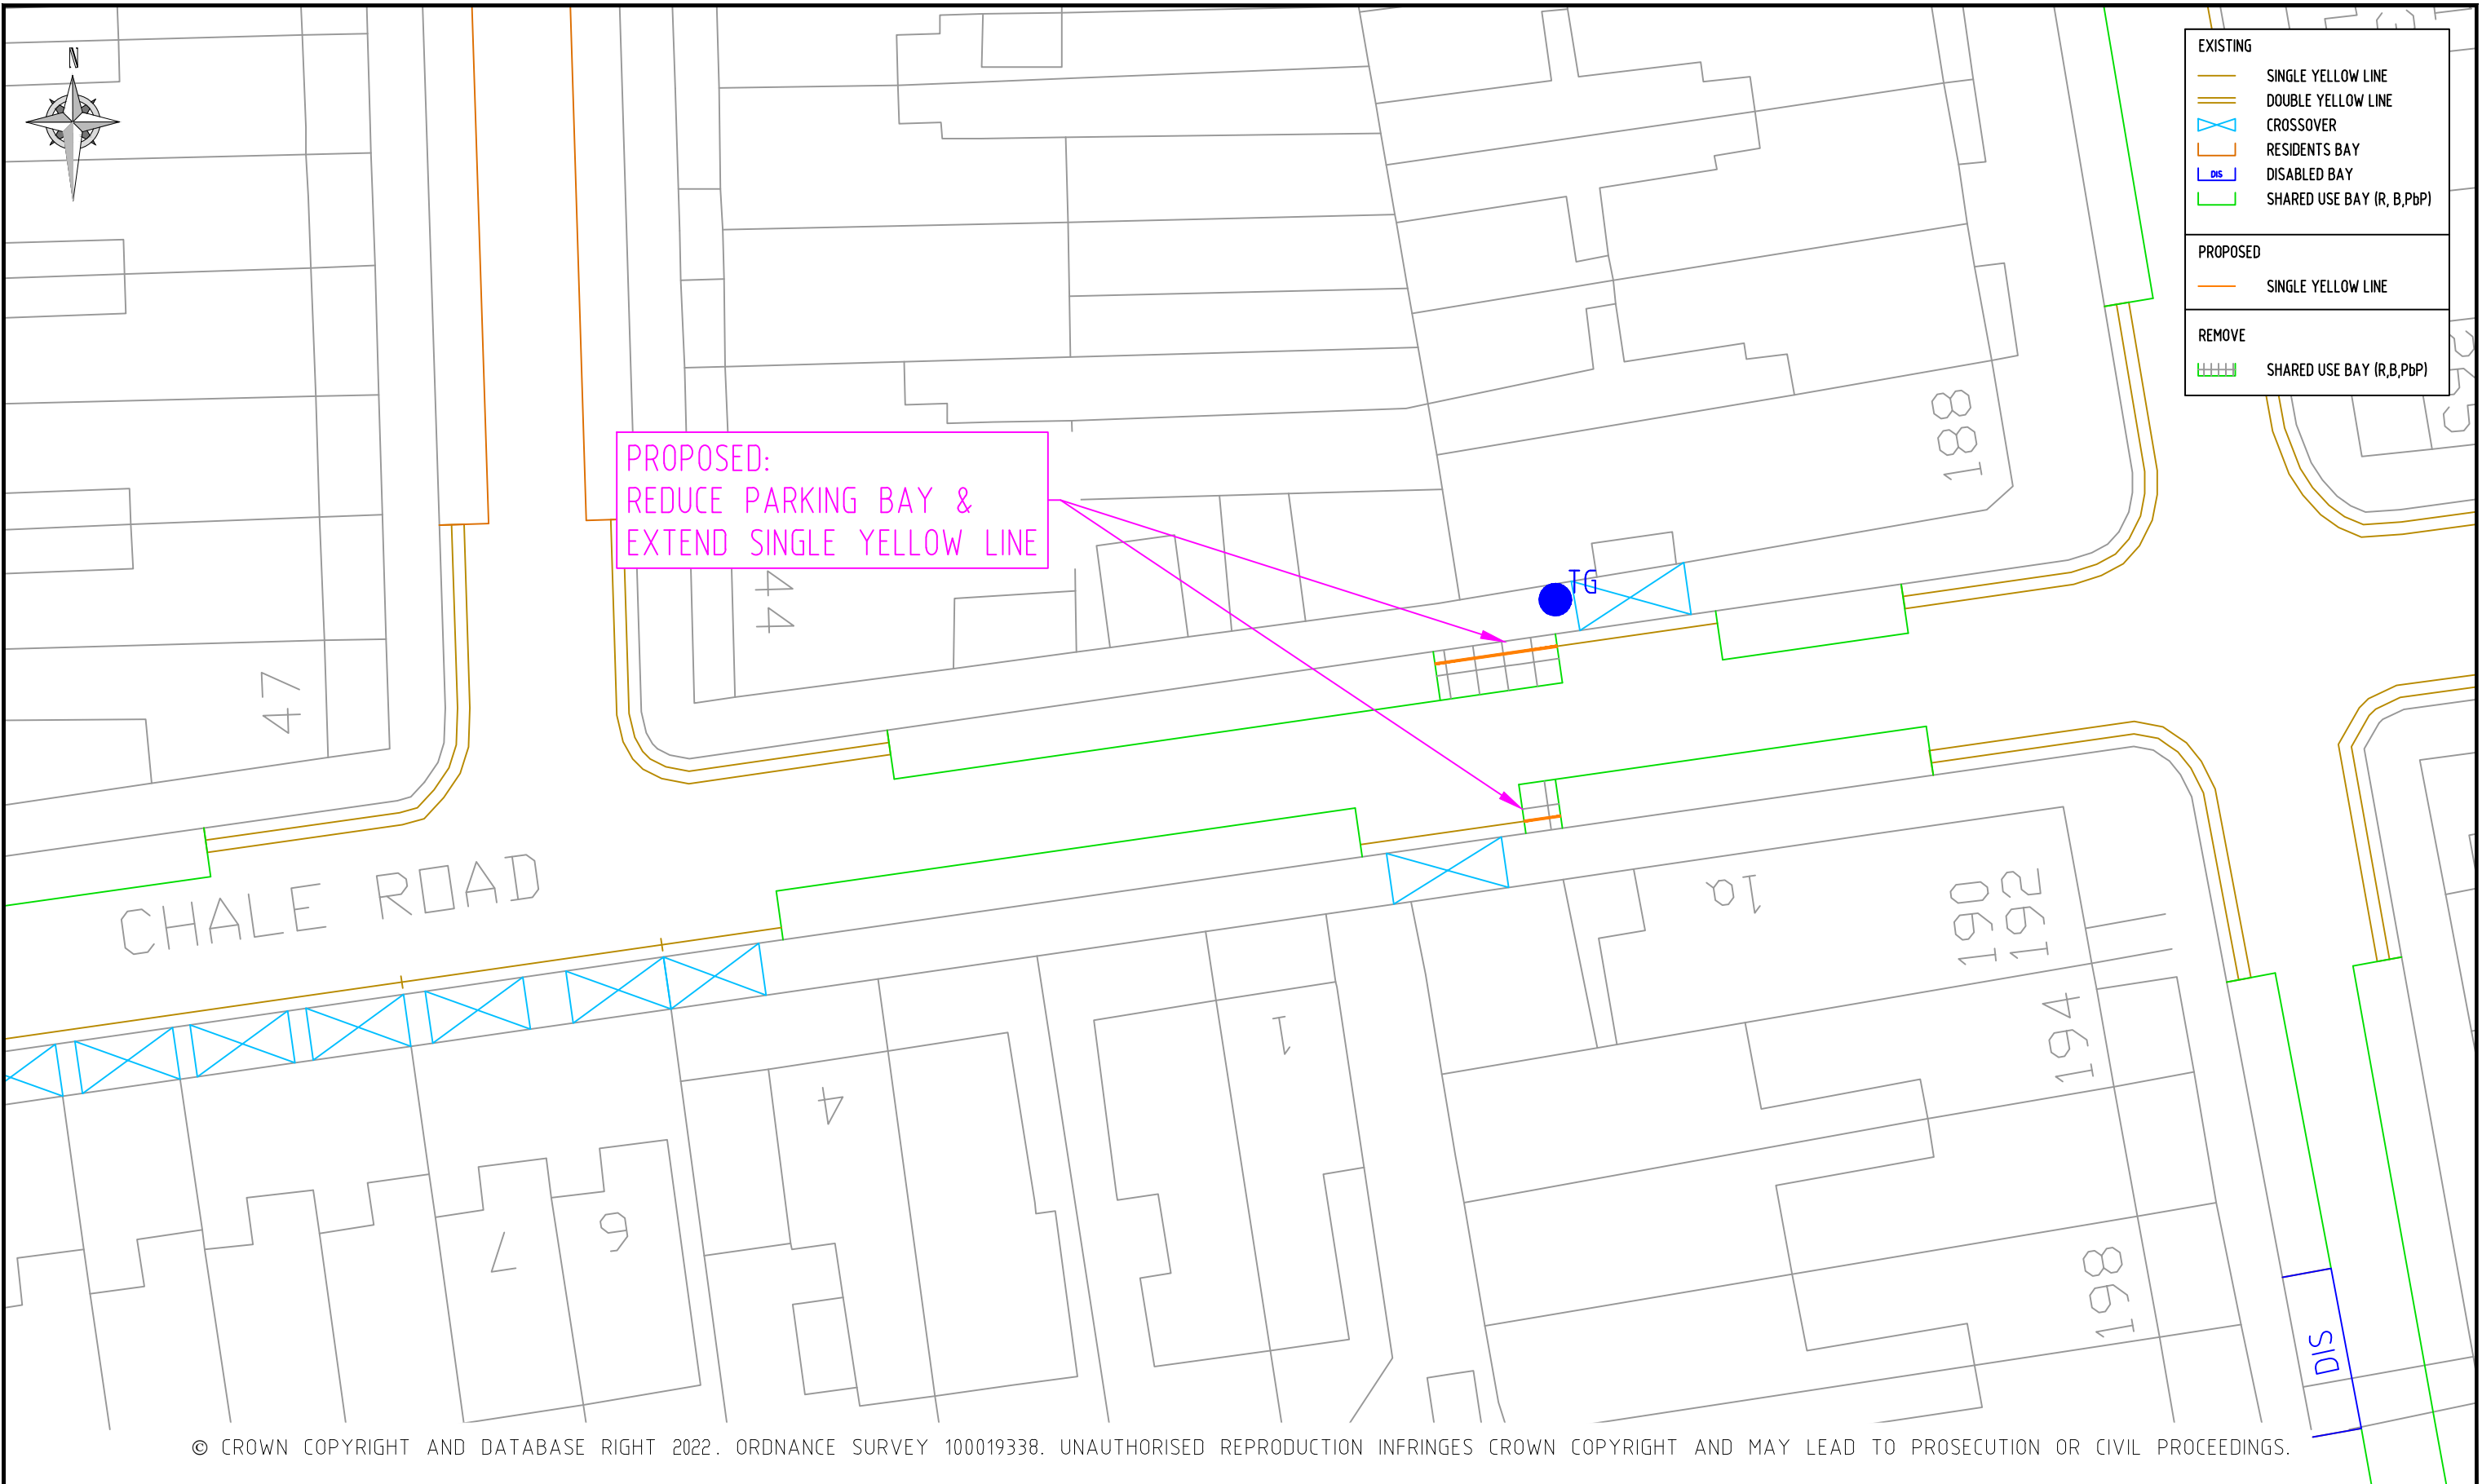 N
EXISTING
SINGLE YELLOW LINE
DOUBLE YELLOW LINE
CROSSOVER
RESIDENTS BAY
DIS DISABLED BAY
SHARED USE BAY (R, B,PbP)
PROPOSED
SINGLE YELLOW LINE
REMOVE
SHARED USE BAY (R,B,PbP)
188
PROPOSED:
REDUCE PARKING BAY &
EXTEND SINGLE YELLOW LINE
TG
44
47
CHALE ROAD
1a
190
192
194
1
4
6
7
198
DIS
© CROWN COPYRIGHT AND DATABASE RIGHT 2022. ORDNANCE SURVEY 100019338. UNAUTHORISED REPRODUCTION INFRINGES CROWN COPYRIGHT AND MAY LEAD TO PROSECUTION OR CIVIL PROCEEDINGS.